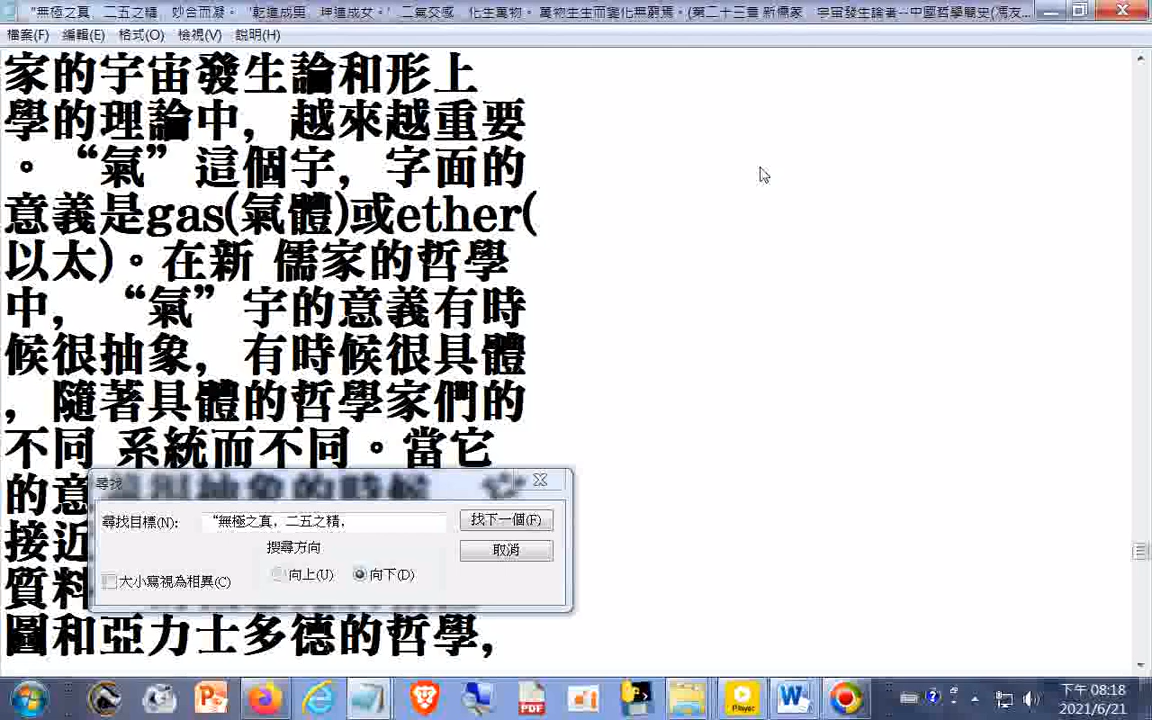 "無極之真，二五之精，妙合而凝。'乾道成男，坤道成女。'二氣交感，化生萬物。萬物生生而變化無窮焉。(第二十三章 新儒家：宇宙發生論者--中國哲學簡史(馮友
檔案(F) 編輯(E) 格式(O) 檢視(V) 說明(H)
家的宇宙發生論和形上
學的理論中，越來越重要
。“氣”這個字，字面的
意義是gas(氣體)或ether(
以太)。在新 儒家的哲學
中，“氣”字的意義有時
候很抽象，有時候很具體
，隨著具體的哲學家們的
不同 系統而不同。當它
的意
接近
質料
圖和亞力士多德的哲學，
尋找
尋找目標(N):
“無極之真，二五之精，
找下一個(F)
搜尋方向
取消
大小寫視為相異(C)
向上(U)
向下(D)
PDF
Player
下午 08:18
2021/6/21